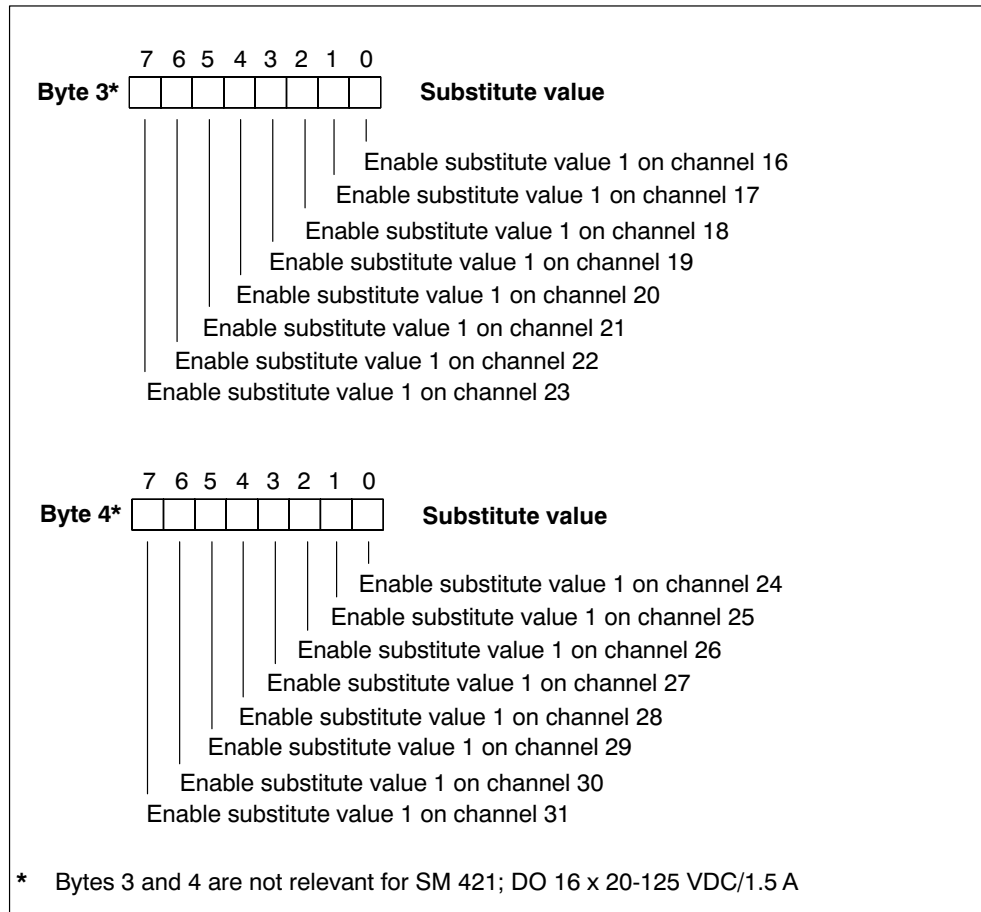 7 6 5 4 3 2 1 0
Byte 3* Substitute value
Enable substitute value 1 on channel 16
Enable substitute value 1 on channel 17
Enable substitute value 1 on channel 18
Enable substitute value 1 on channel 19
Enable substitute value 1 on channel 20
Enable substitute value 1 on channel 21
Enable substitute value 1 on channel 22
Enable substitute value 1 on channel 23
7 6 5 4 3 2 1 0
Byte 4* Substitute value
Enable substitute value 1 on channel 24
Enable substitute value 1 on channel 25
Enable substitute value 1 on channel 26
Enable substitute value 1 on channel 27
Enable substitute value 1 on channel 28
Enable substitute value 1 on channel 29
Enable substitute value 1 on channel 30
Enable substitute value 1 on channel 31
* Bytes 3 and 4 are not relevant for SM 421; DO 16 x 20-125 VDC/1.5 A